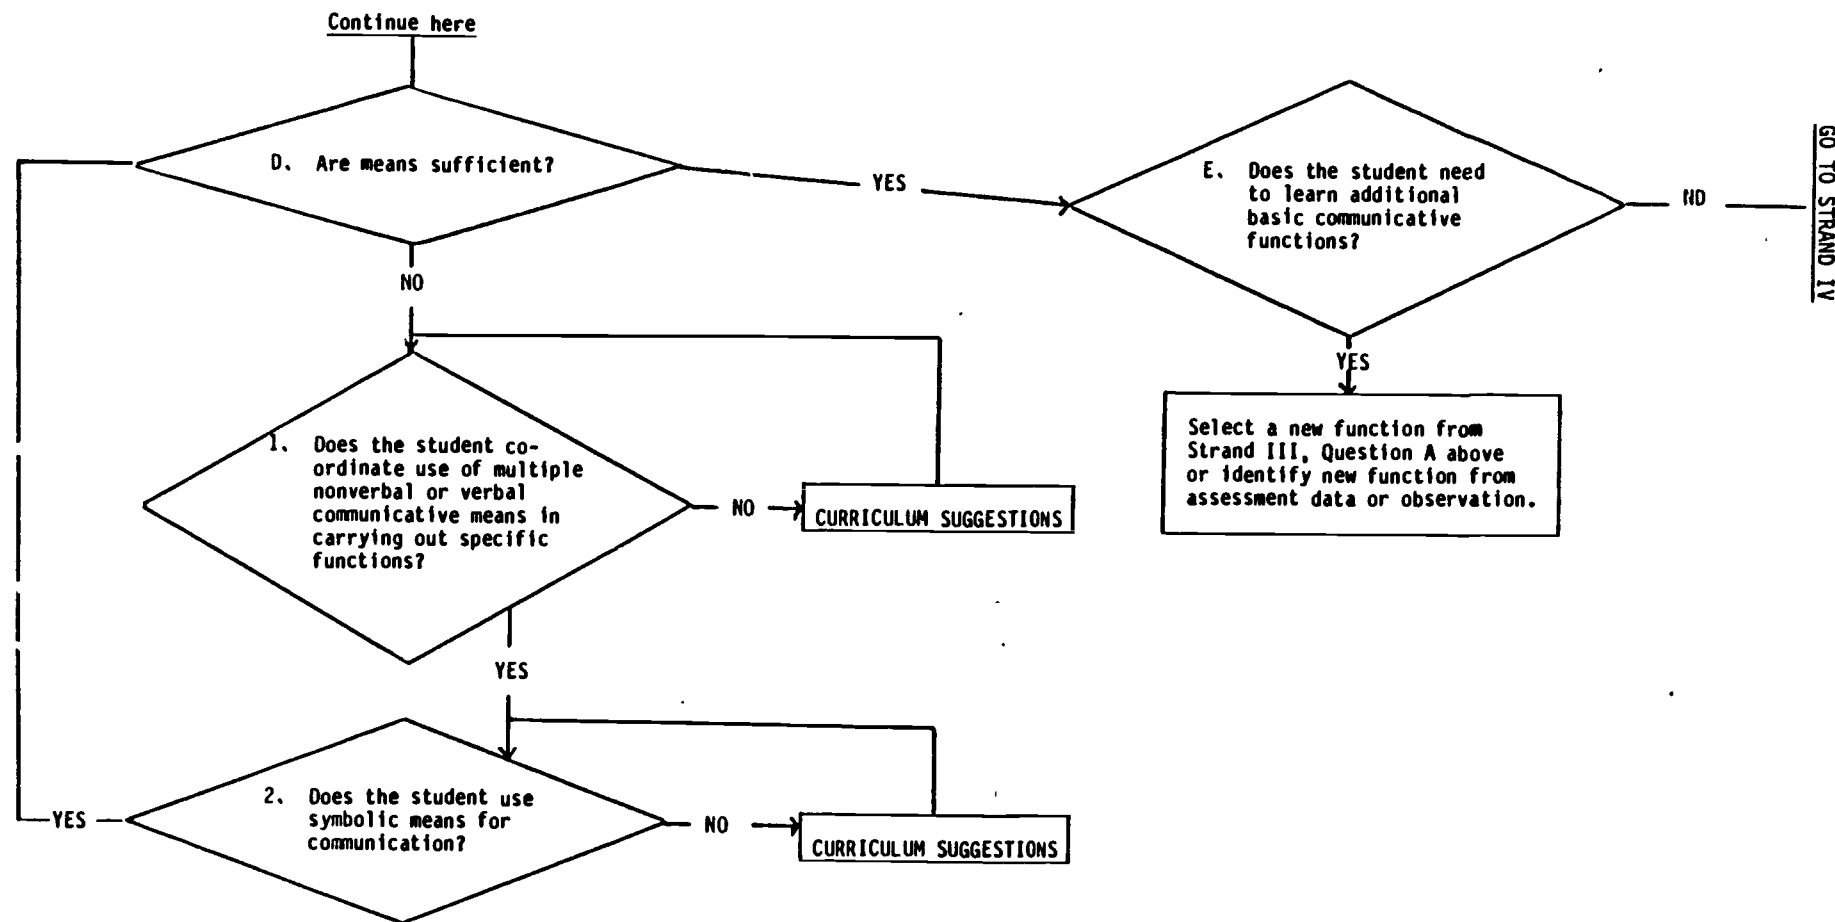 Continue here
D. Are means sufficient?
YES
E. Does the student need
to learn additional
basic communicative
functions?
ND
GO TO STRAND IV
NO
YES
Select a new function from
Strand III, Question A above
or identify new function from
assessment data or observation.
1. Does the student co-
ordinate use of multiple
nonverbal or verbal
communicative means in
carrying out specific
functions?
NO
CURRICULUM SUGGESTIONS
YES
2. Does the student use
symbolic means for
communication?
YES
NO
CURRICULUM SUGGESTIONS